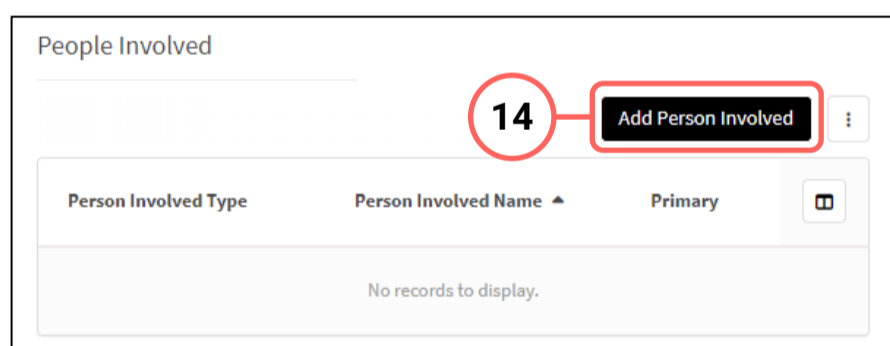 People Involved
14 Add Person Involved
Person Involved Type Person Involved Name Primary
No records to display.